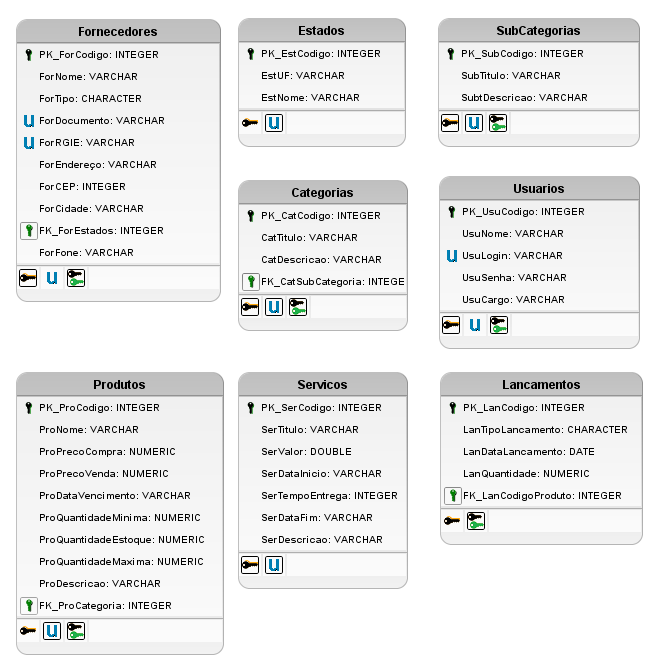 Fornecedores
PK_ForCodigo: INTEGER
ForNome: VARCHAR
ForTipo: CHARACTER
ForDocumento: VARCHAR
ForRGIE: VARCHAR
ForEndereço: VARCHAR
ForCEP: INTEGER
ForCidade: VARCHAR
FK_ForEstados: INTEGER
ForFone: VARCHAR
Estados
PK_EstCodigo: INTEGER
EstUF: VARCHAR
EstNome: VARCHAR
SubCategorias
PK_SubCodigo: INTEGER
SubTitulo: VARCHAR
SubtDescricao: VARCHAR
Categorias
PK_CatCodigo: INTEGER
CatTitulo: VARCHAR
CatDescricao: VARCHAR
FK_CatSubCategoria: INTEGE
Usuarios
PK_UsuCodigo: INTEGER
UsuNome: VARCHAR
UsuLogin: VARCHAR
UsuSenha: VARCHAR
UsuCargo: VARCHAR
Produtos
PK_ProCodigo: INTEGER
ProNome: VARCHAR
ProPrecoCompra: NUMERIC
ProPrecoVenda: NUMERIC
ProDataVencimento: VARCHAR
ProQuantidadeMinima: NUMERIC
ProQuantidadeEstoque: NUMERIC
ProQuantidadeMaxima: NUMERIC
ProDescricao: VARCHAR
FK_ProCategoria: INTEGER
Servicos
PK_SerCodigo: INTEGER
SerTitulo: VARCHAR
SerValor: DOUBLE
SerDataInicio: VARCHAR
SerTempoEntrega: INTEGER
SerDataFim: VARCHAR
SerDescricao: VARCHAR
Lancamentos
PK_LanCodigo: INTEGER
LanTipoLancamento: CHARACTER
LanDataLancamento: DATE
LanQuantidade: NUMERIC
FK_LanCodigoProduto: INTEGER